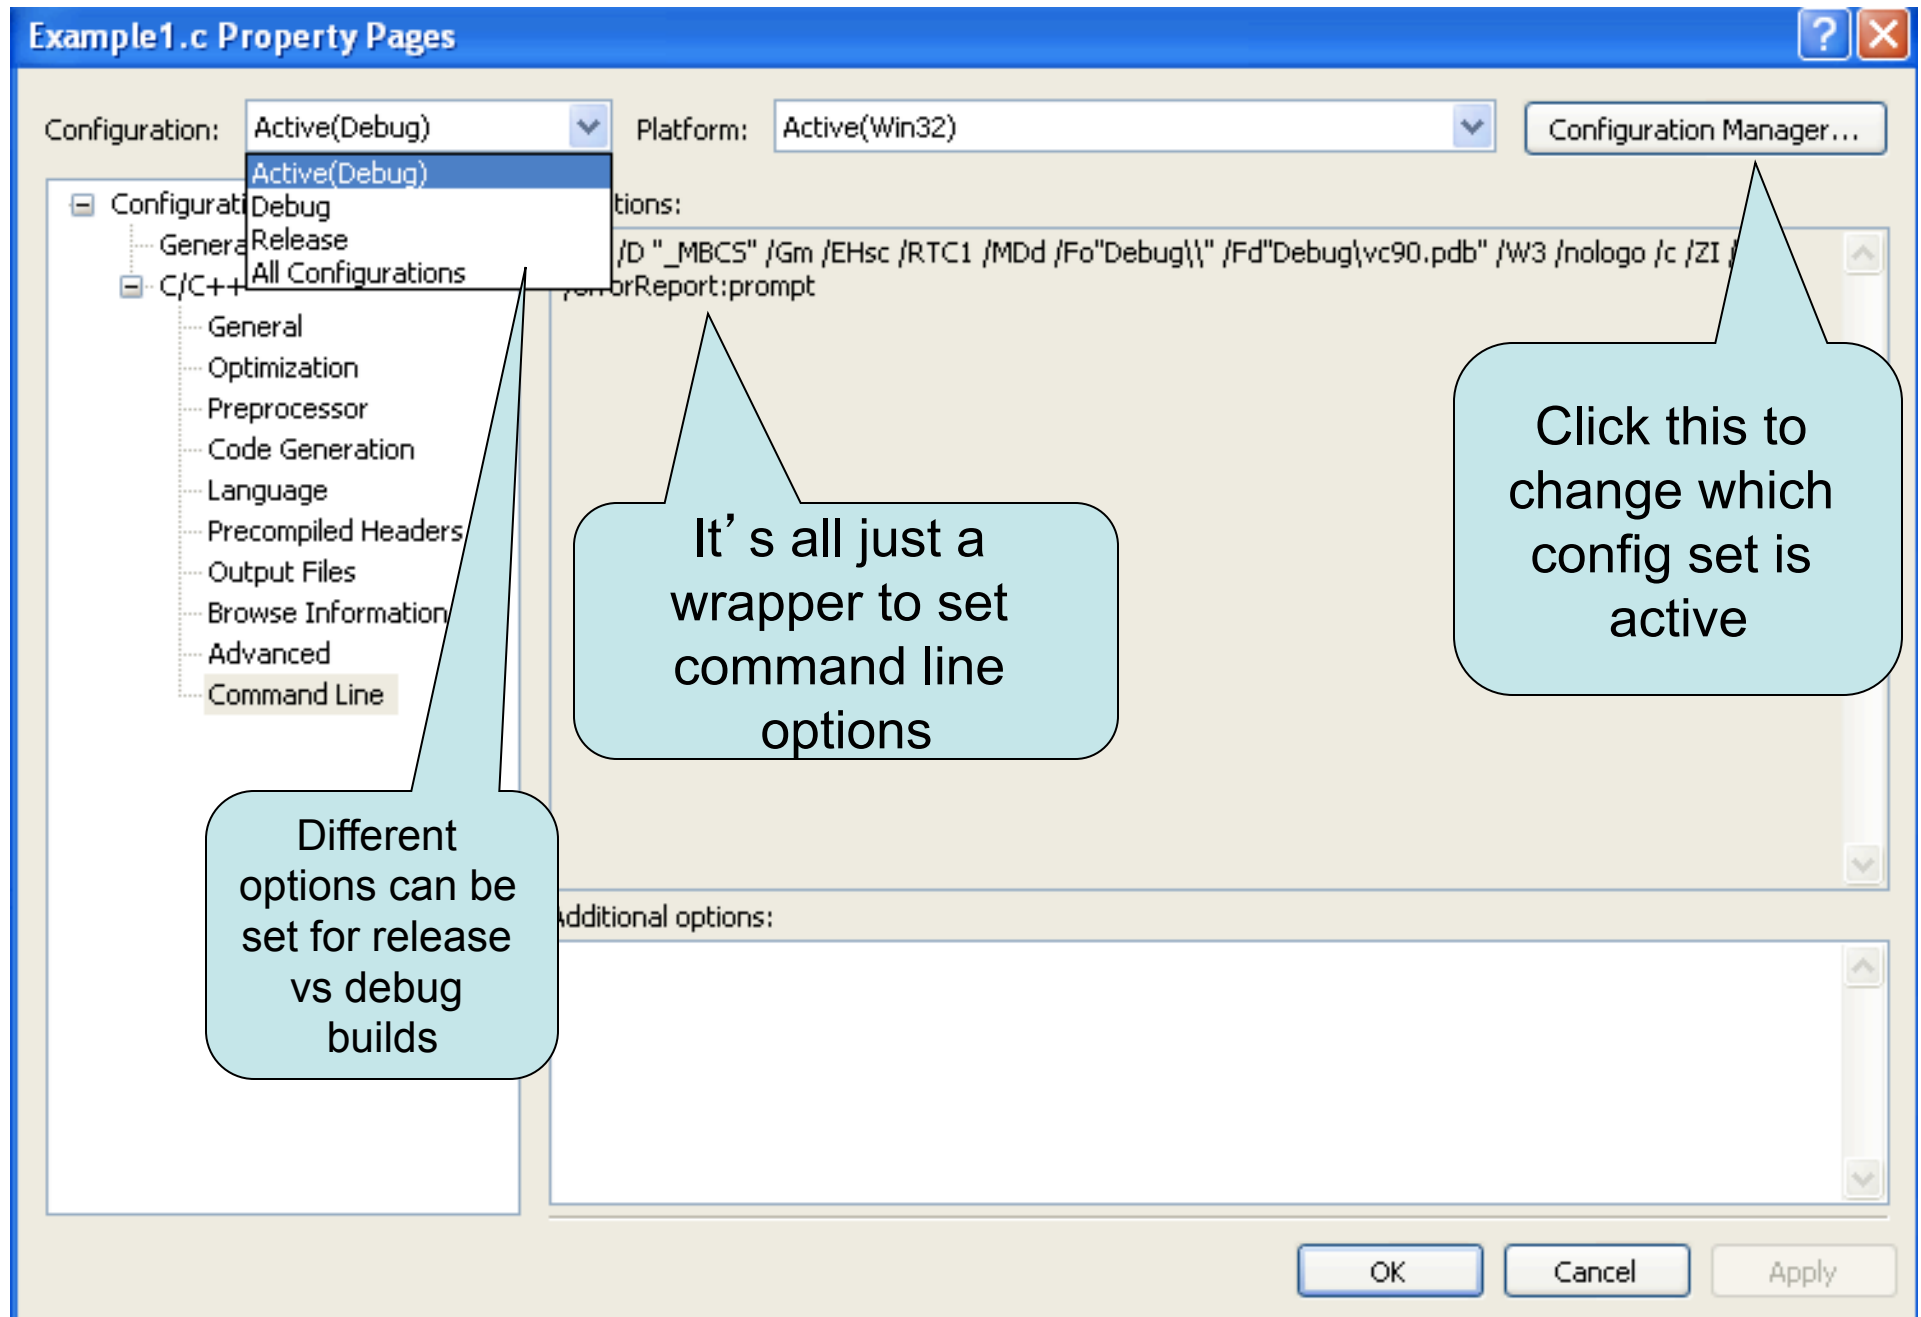 Example1.c Property Pages
Configuration: Active(Debug) Platform: Active(Win32) Configuration Manager...
Active(Debug)
Debug
Release
All Configurations
tions:
/D "_MBCS" /Gm /EHsc /RTC1 /MDd /Fo"Debug\\" /Fd"Debug\vc90.pdb" /W3 /nologo /c /ZI /
orReport:prompt
Configurati
Genera
C/C++
General
Optimization
Preprocessor
Code Generation
Language
Precompiled Headers
Output Files
Browse Information
Advanced
Command Line
Click this to
change which
config set is
active
It’s all just a
wrapper to set
command line
options
Different
options can be
set for release
vs debug
builds
Additional options:
OK Cancel Apply